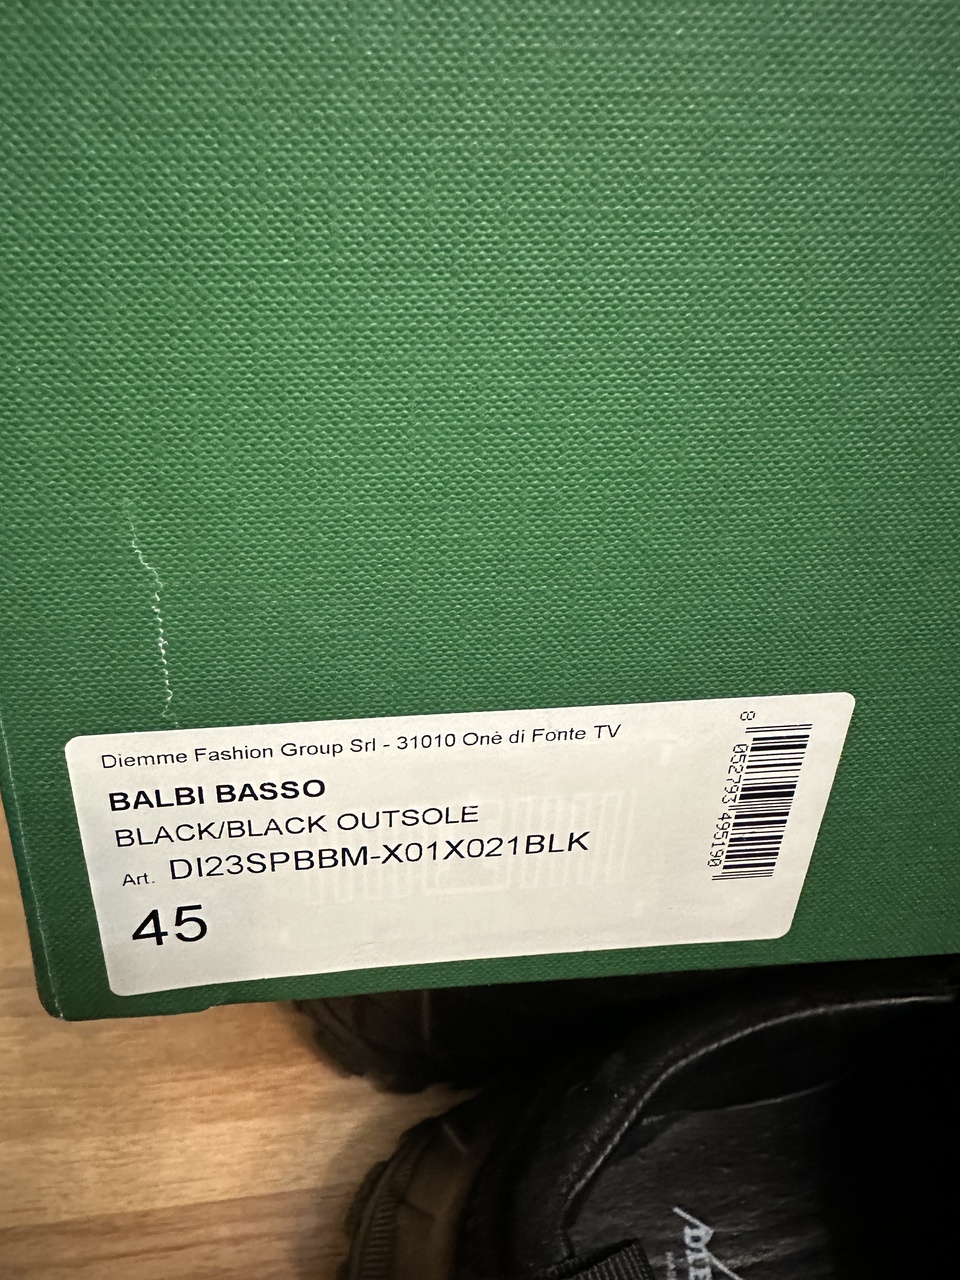 Diemme Fashion Group Srl - 31010 Onè di Fonte TV
BALBI BASSO
BLACK/BLACK OUTSOLE
Art. DI23SPBBM-X01X021BLK
45
8 052793 495190